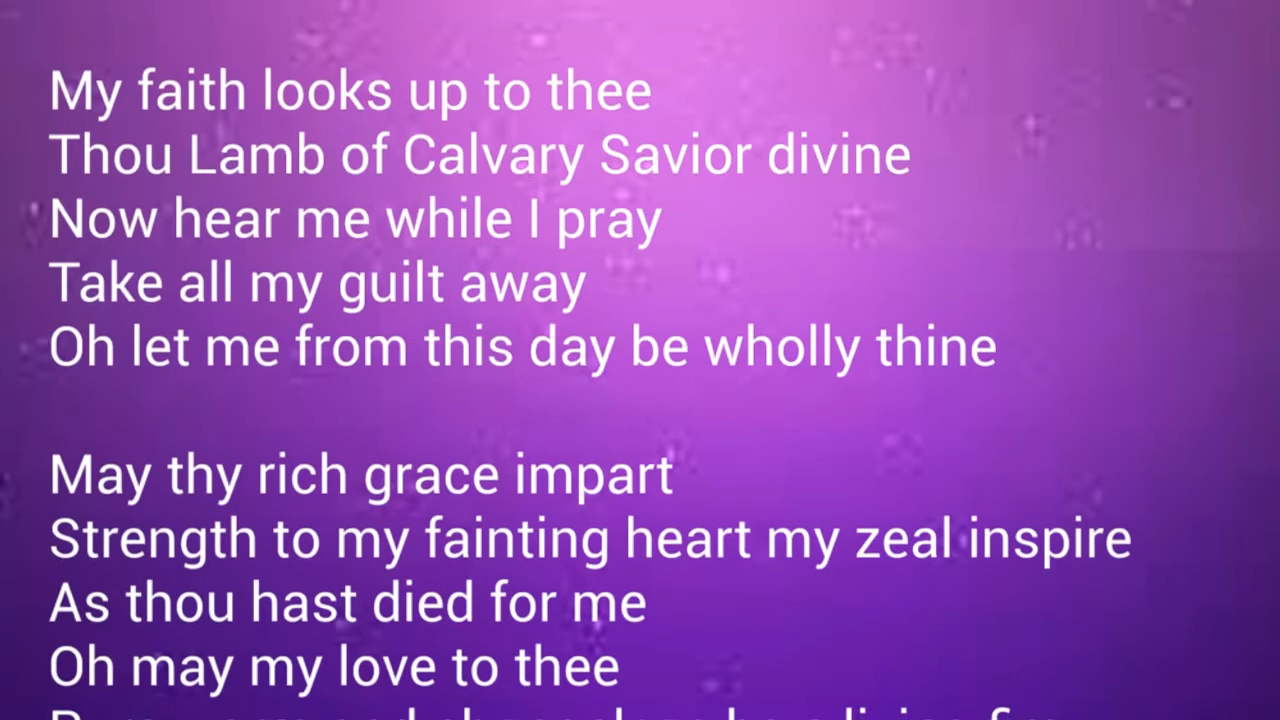 My faith looks up to thee
Thou Lamb of Calvary Savior divine
Now hear me while I pray
Take all my guilt away
Oh let me from this day be wholly thine
May thy rich grace impart
Strength to my fainting heart my zeal inspire
As thou hast died for me
Oh may my love to thee